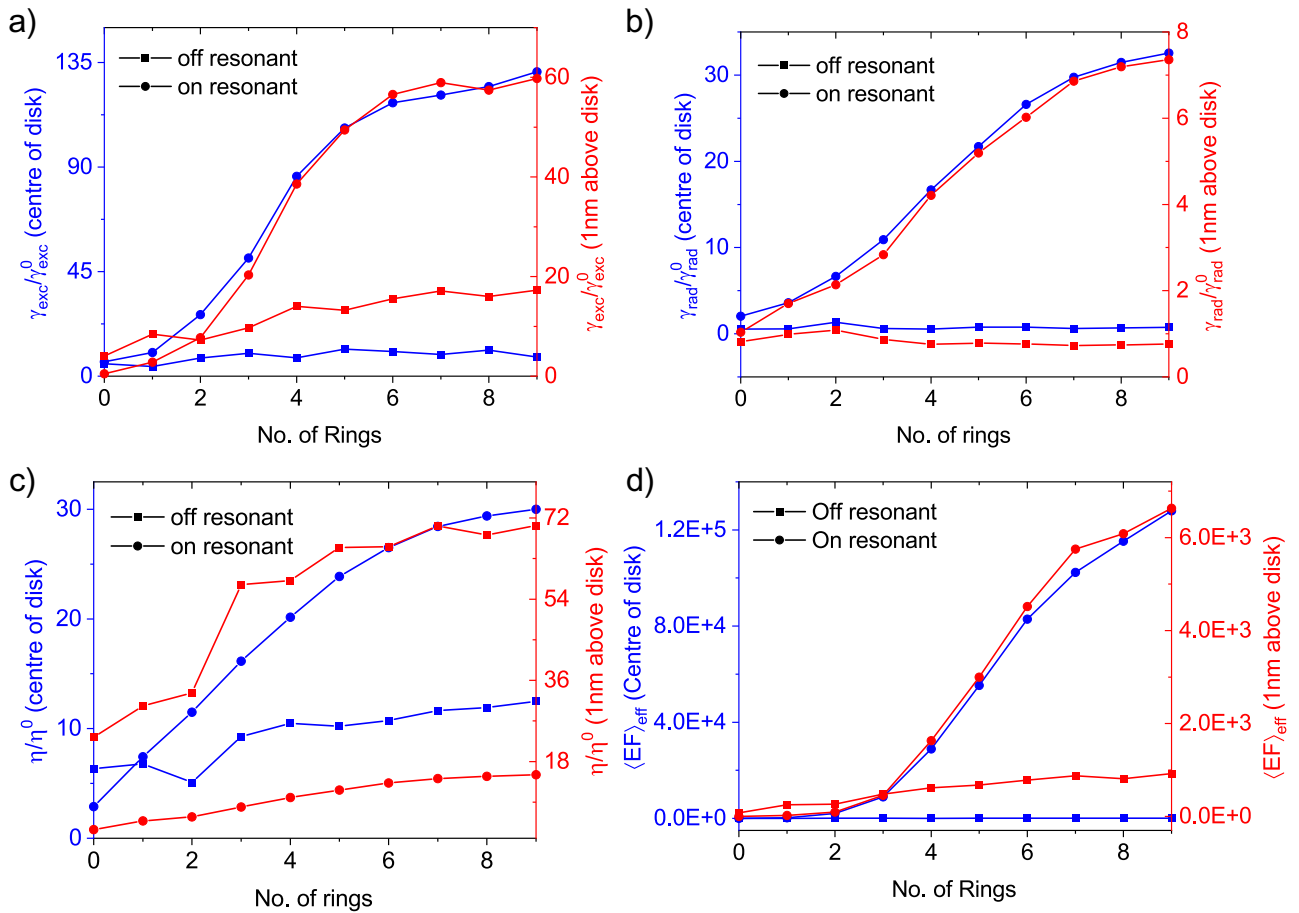 a)
off resonant
on resonant
γexc/γ⁰exc (centre of disk)
135
90
45
0
γexc/γ⁰exc (1nm above disk)
60
40
20
0
0 2 4 6 8
No. of Rings
b)
off resonant
on resonant
γrad/γ⁰rad (centre of disk)
30
20
10
0
γrad/γ⁰rad (1nm above disk)
8
6
4
2
0
0 2 4 6 8
No. of rings
c)
off resonant
on resonant
η/η⁰ (centre of disk)
30
20
10
0
η/η⁰ (1nm above disk)
72
54
36
18
0 2 4 6 8
No. of rings
d)
Off resonant
On resonant
⟨EF⟩eff (Centre of disk)
1.2E+5
8.0E+4
4.0E+4
0.0E+0
⟨EF⟩eff (1nm above disk)
6.0E+3
4.0E+3
2.0E+3
0.0E+0
0 2 4 6 8
No. of Rings